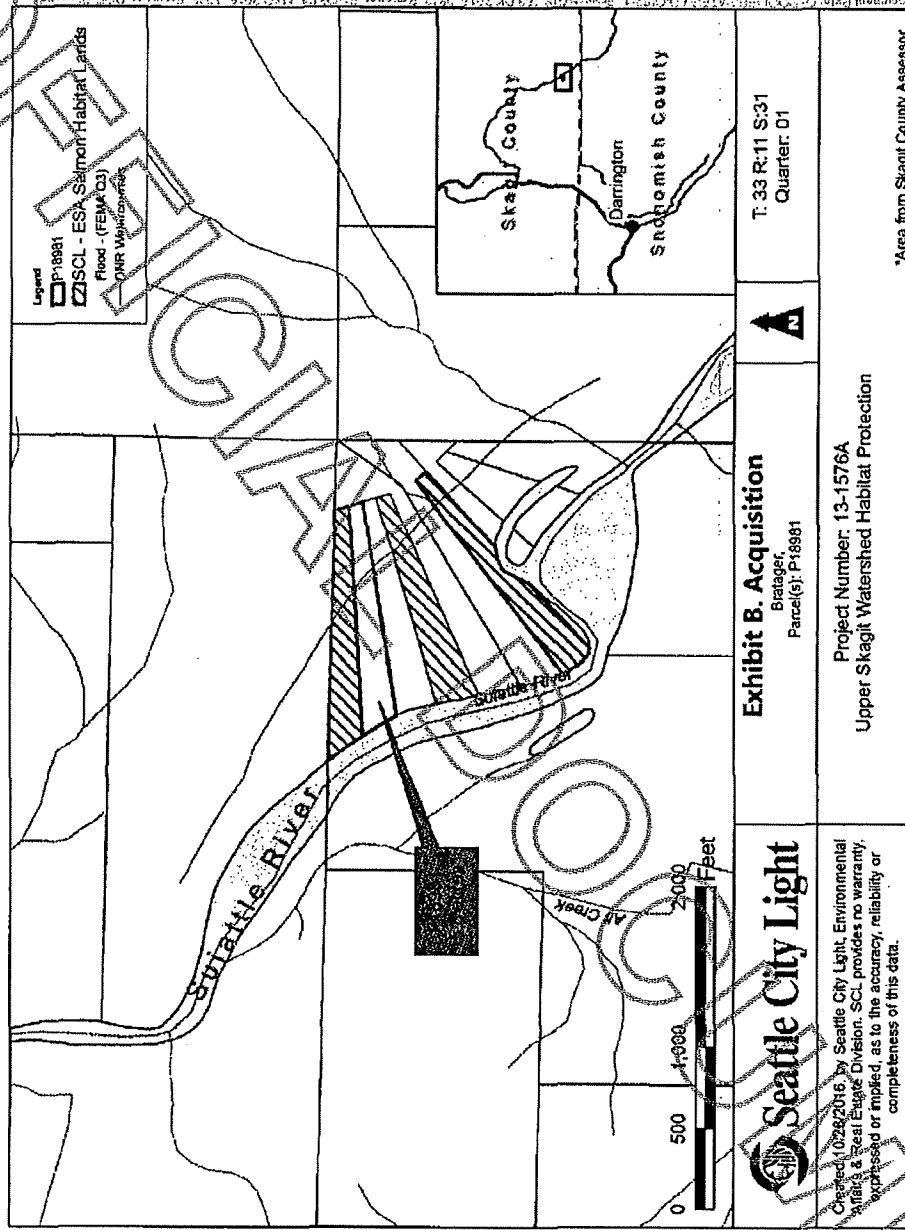 Legend
P18981
SCL - ESA Salmon Habitat Lands
Flood - (FEMA Q3)
DNR Watercourses
Skagit County
Darrington
Snohomish County
Suiattle River
Suiattle River
All Creek
0 500 1,000 2,000
Feet
Seattle City Light
Created 10/26/2016, by Seattle City Light, Environmental
Affairs & Real Estate Division. SCL provides no warranty,
expressed or implied, as to the accuracy, reliability or
completeness of this data.
Exhibit B. Acquisition
Bratager,
Parcel(s): P18981
N
T: 33 R:11 S:31
Quarter: 01
Project Number: 13-1576A
Upper Skagit Watershed Habitat Protection
*Area from Skagit County Assessor